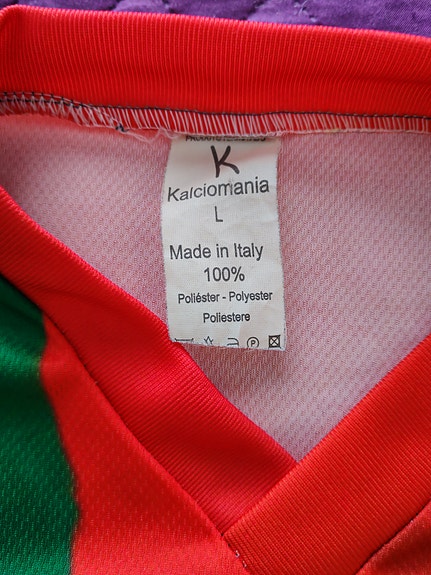 K
Kalciomania
L
Made in Italy
100%
Poliéster - Polyester
Poliestere
P